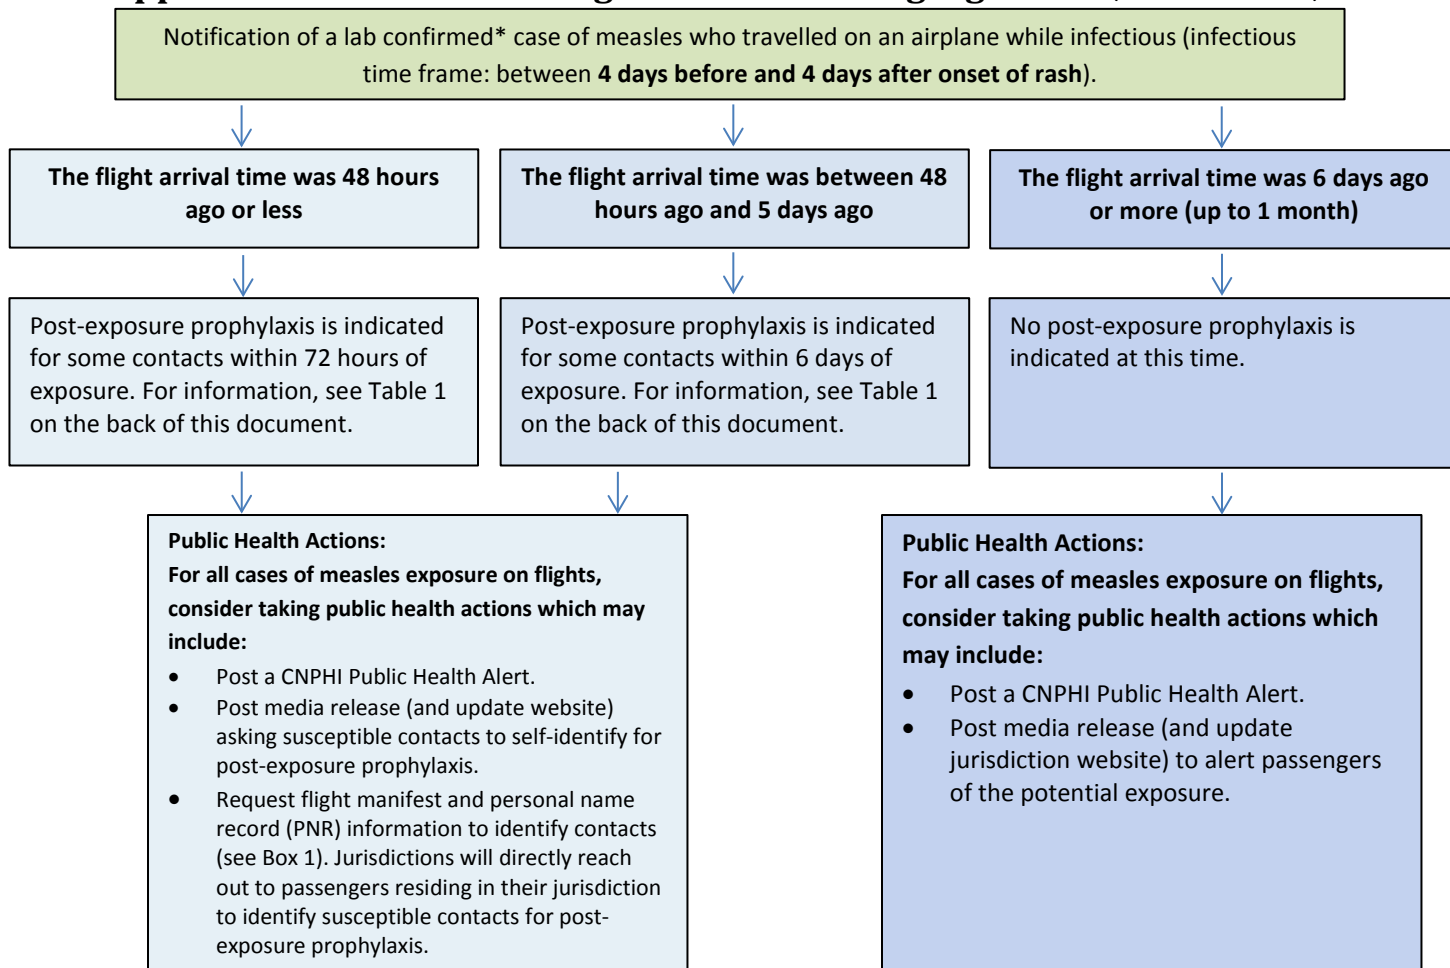 Notification of a lab confirmed* case of measles who travelled on an airplane while infectious (infectious
time frame: between 4 days before and 4 days after onset of rash).
The flight arrival time was 48 hours
ago or less
The flight arrival time was between 48
hours ago and 5 days ago
The flight arrival time was 6 days ago
or more (up to 1 month)
Post-exposure prophylaxis is indicated
for some contacts within 72 hours of
exposure. For information, see Table 1
on the back of this document.
Post-exposure prophylaxis is indicated
for some contacts within 6 days of
exposure. For information, see Table 1
on the back of this document.
No post-exposure prophylaxis is
indicated at this time.
Public Health Actions:
For all cases of measles exposure on flights,
consider taking public health actions which may
include:
• Post a CNPHI Public Health Alert.
• Post media release (and update website)
asking susceptible contacts to self-identify for
post-exposure prophylaxis.
• Request flight manifest and personal name
record (PNR) information to identify contacts
(see Box 1). Jurisdictions will directly reach
out to passengers residing in their jurisdiction
to identify susceptible contacts for post-
exposure prophylaxis.
Public Health Actions:
For all cases of measles exposure on flights,
consider taking public health actions which
may include:
• Post a CNPHI Public Health Alert.
• Post media release (and update
jurisdiction website) to alert passengers
of the potential exposure.